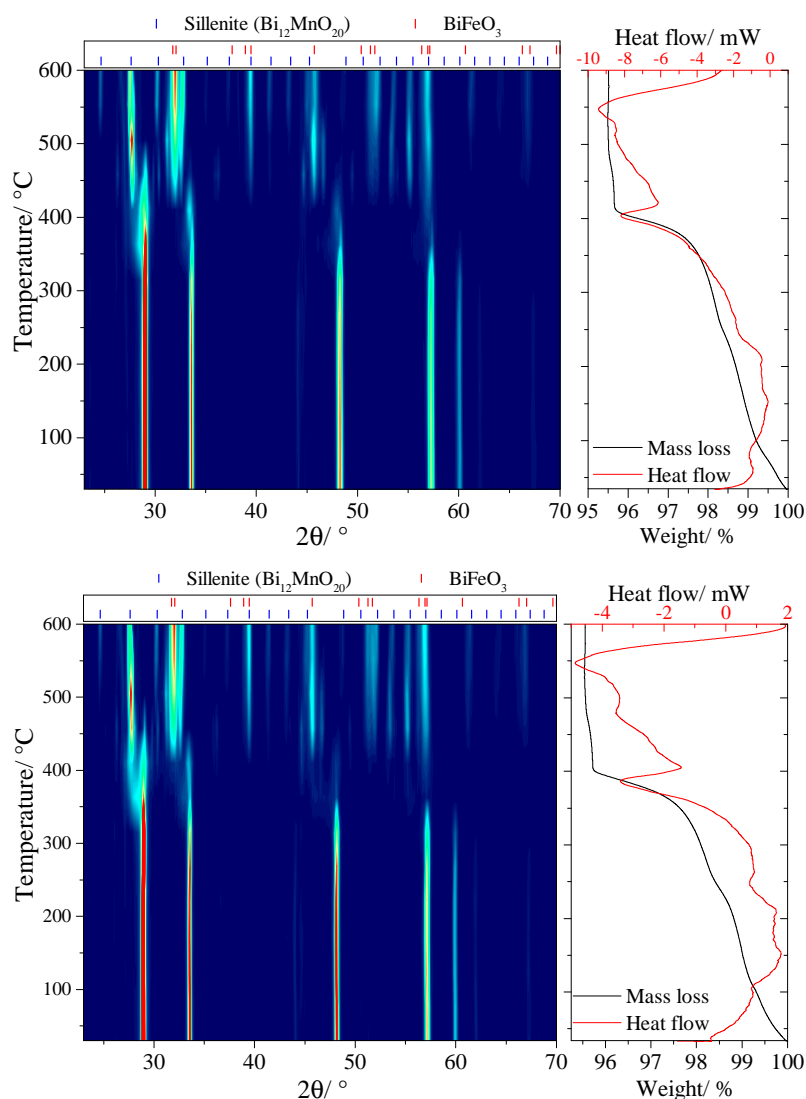 Sillenite (Bi₁₂MnO₂₀) BiFeO₃
Heat flow/ mW
-10 -8 -6 -4 -2 0
600
500
400
300
200
100
Temperature/ °C
Mass loss
Heat flow
30 40 50 60 70
2θ/ °
95 96 97 98 99 100
Weight/ %
Sillenite (Bi₁₂MnO₂₀) BiFeO₃
Heat flow/ mW
-4 -2 0 2
600
500
400
300
200
100
Temperature/ °C
Mass loss
Heat flow
30 40 50 60 70
2θ/ °
96 97 98 99 100
Weight/ %